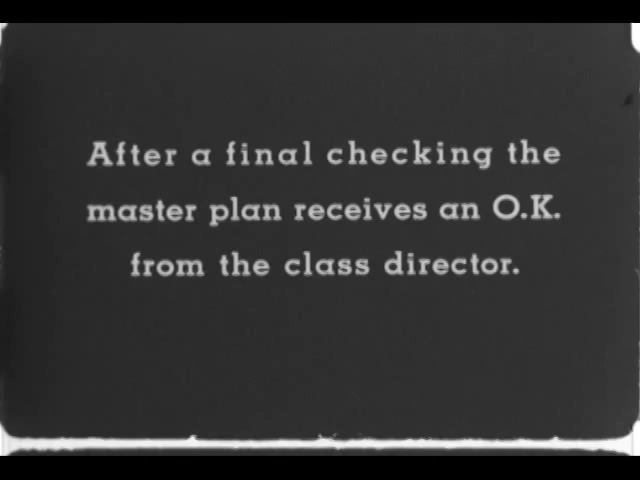 After a final checking the
master plan receives an O.K.
from the class director.